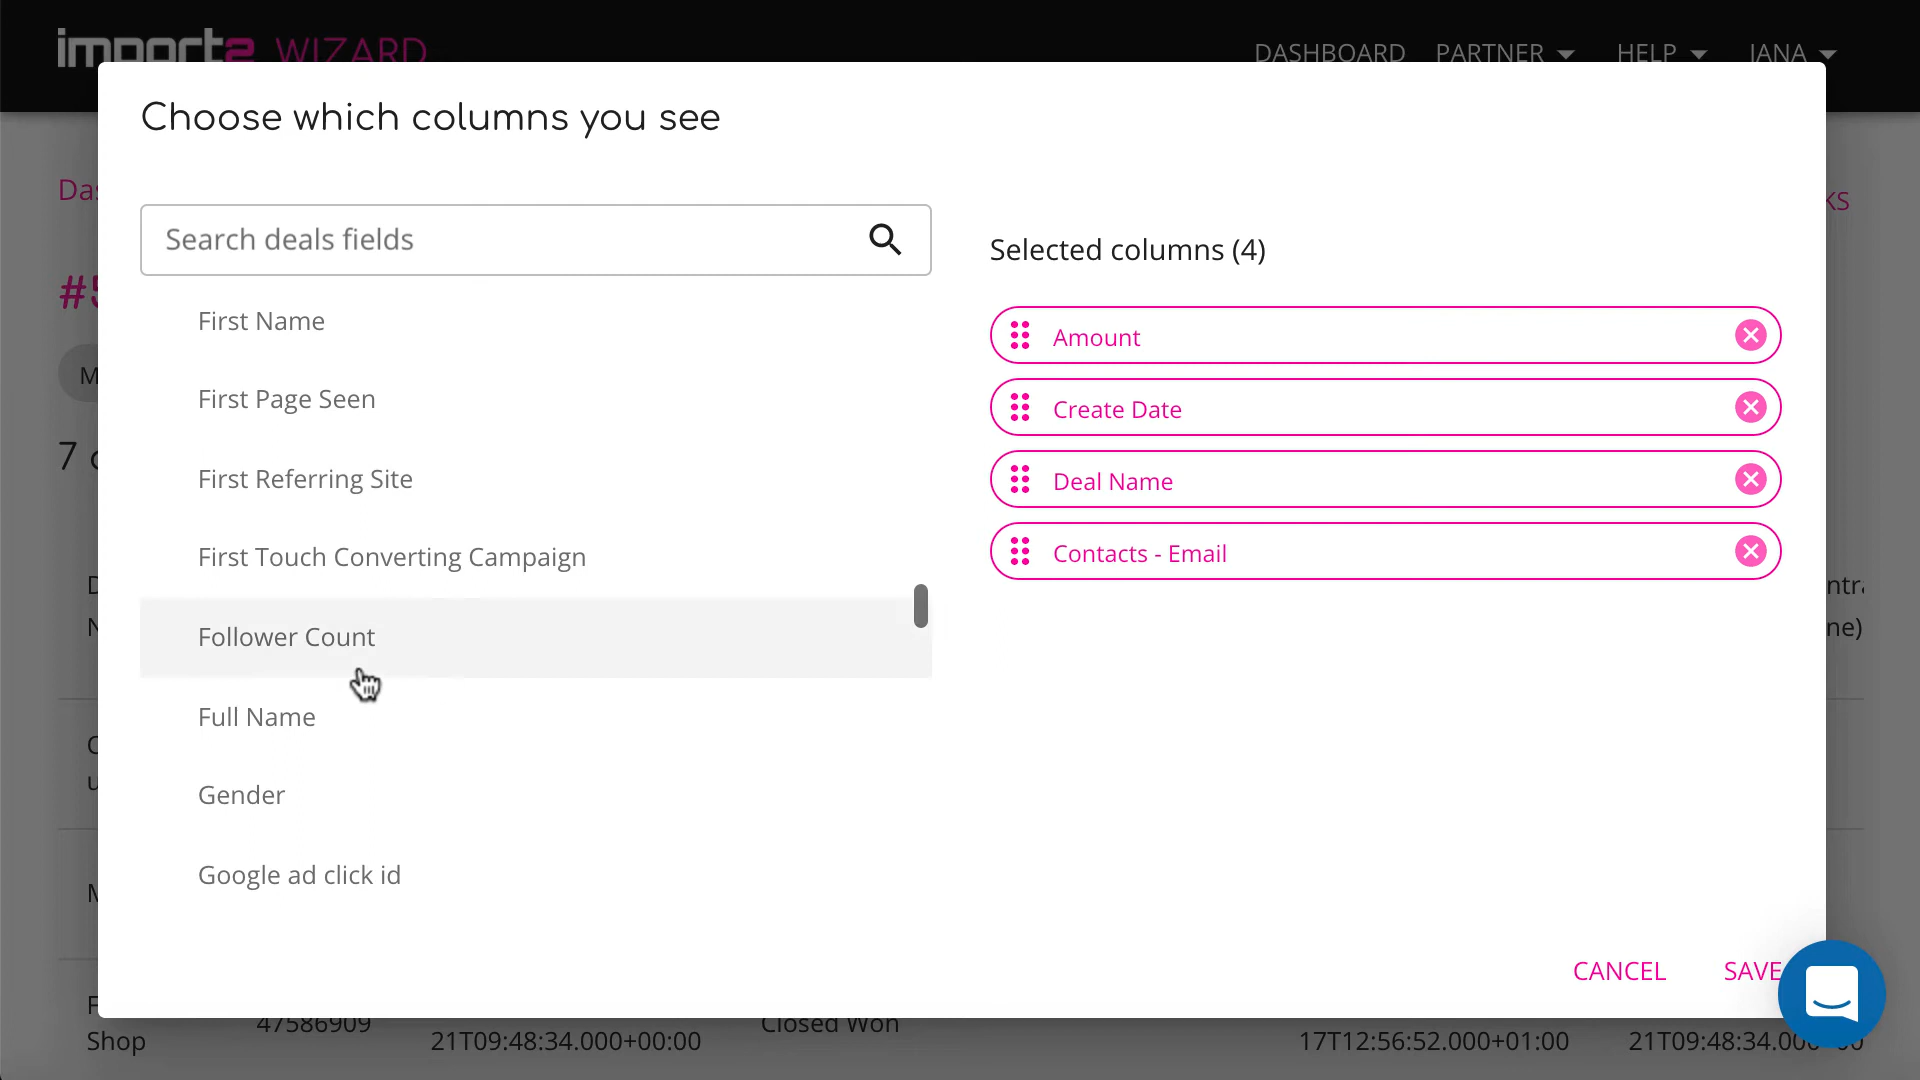 import2 WIZARD
DASHBOARD PARTNER HELP JANA
Choose which columns you see
Search deals fields
Selected columns (4)
First Name
First Page Seen
First Referring Site
First Touch Converting Campaign
Follower Count
Full Name
Gender
Google ad click id
Amount
Create Date
Deal Name
Contacts - Email
CANCEL SAVE
7
Shop
47586909
21T09:48:34.000+00:00
Closed Won
17T12:56:52.000+01:00